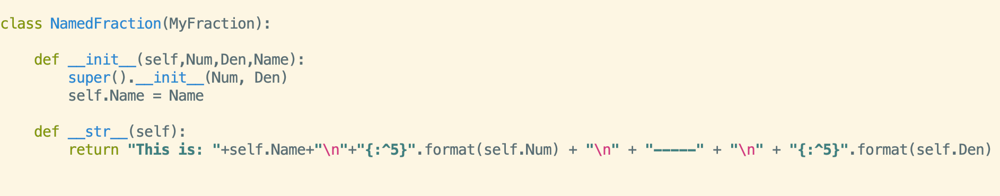 class NamedFraction(MyFraction):
def __init__(self,Num,Den,Name):
super().__init__(Num, Den)
self.Name = Name
def __str__(self):
return "This is: "+self.Name+"\n"+"{:^5}".format(self.Num) + "\n" + "-----" + "\n" + "{:^5}".format(self.Den)